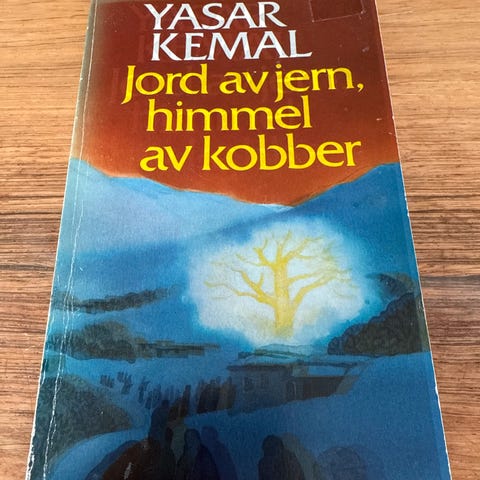 YASAR
KEMAL
Jord av jern,
himmel
av kobber